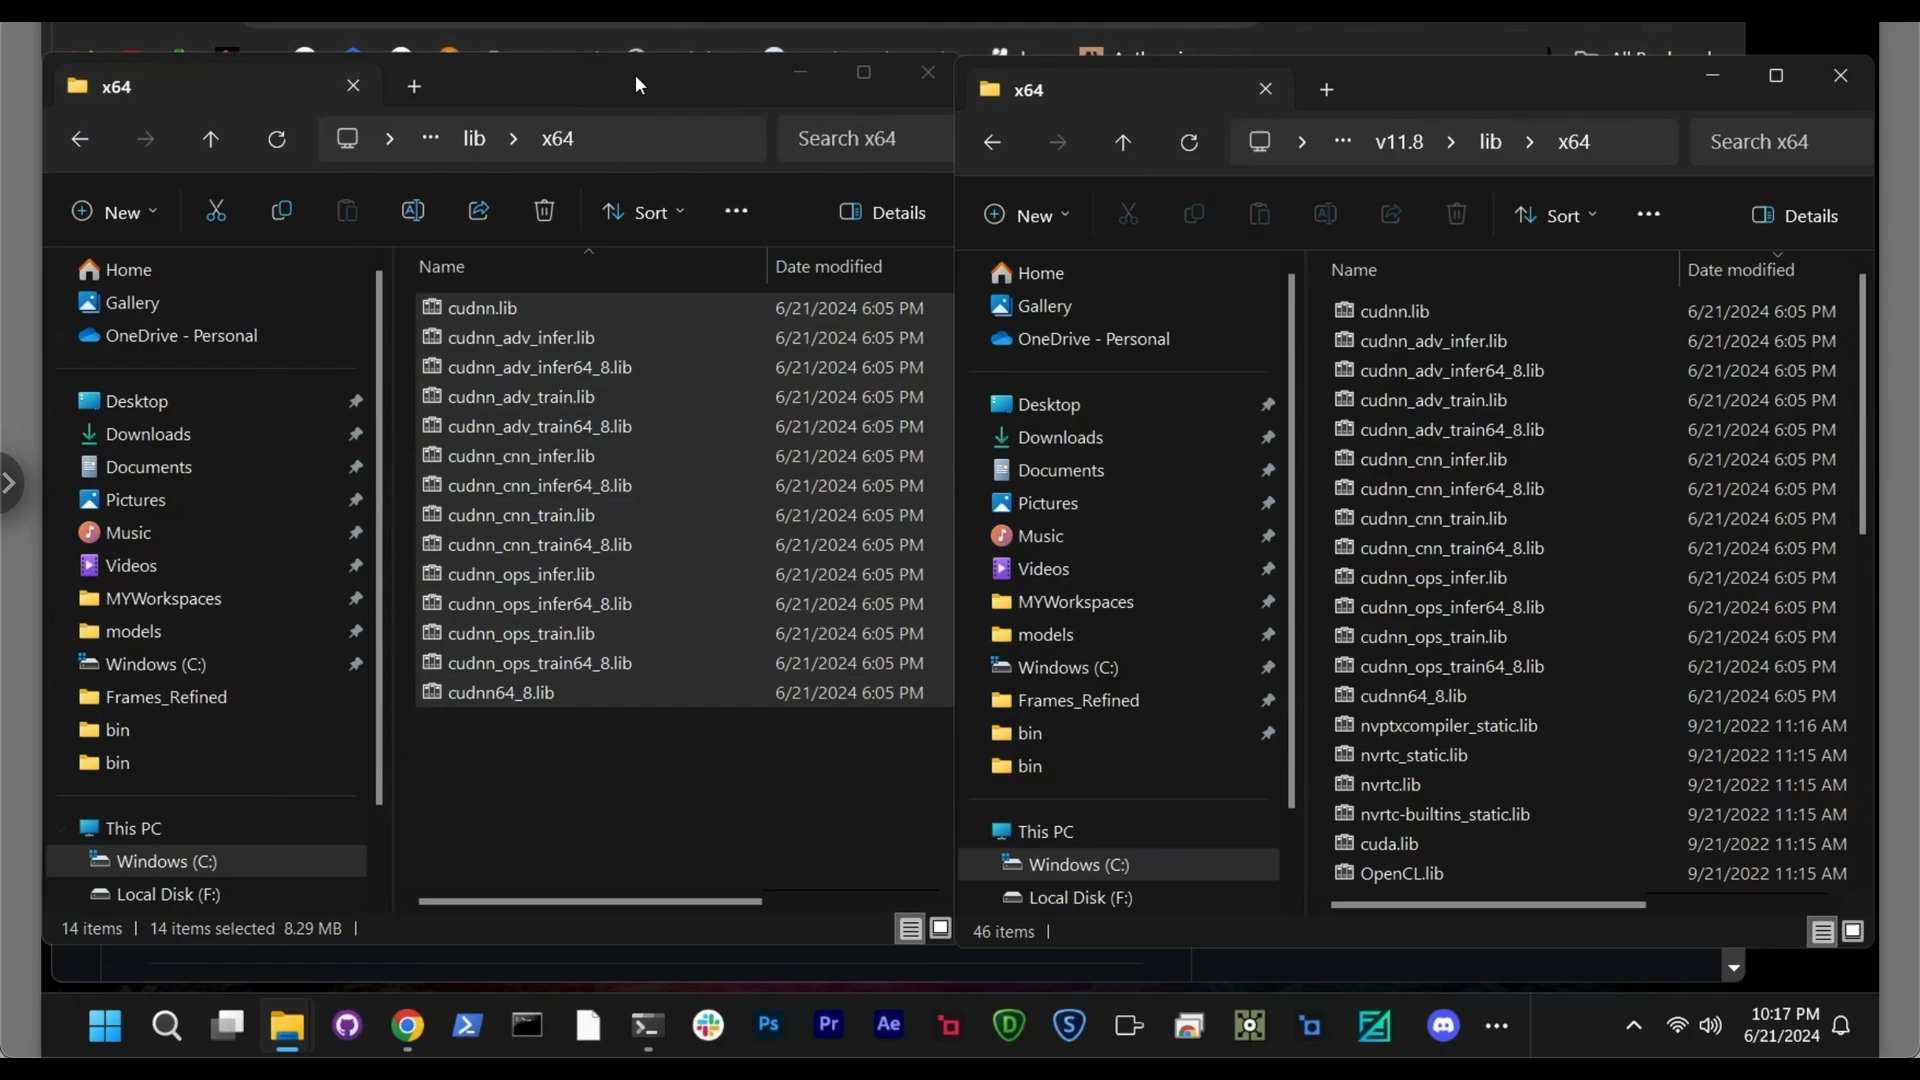 x64
lib x64
Search x64
New
Sort
Details
Home
Gallery
OneDrive - Personal
Desktop
Downloads
Documents
Pictures
Music
Videos
MYWorkspaces
models
Windows (C:)
Frames_Refined
bin
bin
This PC
Windows (C:)
Local Disk (F:)
Name Date modified
cudnn.lib 6/21/2024 6:05 PM
cudnn_adv_infer.lib 6/21/2024 6:05 PM
cudnn_adv_infer64_8.lib 6/21/2024 6:05 PM
cudnn_adv_train.lib 6/21/2024 6:05 PM
cudnn_adv_train64_8.lib 6/21/2024 6:05 PM
cudnn_cnn_infer.lib 6/21/2024 6:05 PM
cudnn_cnn_infer64_8.lib 6/21/2024 6:05 PM
cudnn_cnn_train.lib 6/21/2024 6:05 PM
cudnn_cnn_train64_8.lib 6/21/2024 6:05 PM
cudnn_ops_infer.lib 6/21/2024 6:05 PM
cudnn_ops_infer64_8.lib 6/21/2024 6:05 PM
cudnn_ops_train.lib 6/21/2024 6:05 PM
cudnn_ops_train64_8.lib 6/21/2024 6:05 PM
cudnn64_8.lib 6/21/2024 6:05 PM
14 items | 14 items selected 8.29 MB |
x64
v11.8 lib x64
Search x64
New
Sort
Details
Home
Gallery
OneDrive - Personal
Desktop
Downloads
Documents
Pictures
Music
Videos
MYWorkspaces
models
Windows (C:)
Frames_Refined
bin
bin
This PC
Windows (C:)
Local Disk (F:)
Name Date modified
cudnn.lib 6/21/2024 6:05 PM
cudnn_adv_infer.lib 6/21/2024 6:05 PM
cudnn_adv_infer64_8.lib 6/21/2024 6:05 PM
cudnn_adv_train.lib 6/21/2024 6:05 PM
cudnn_adv_train64_8.lib 6/21/2024 6:05 PM
cudnn_cnn_infer.lib 6/21/2024 6:05 PM
cudnn_cnn_infer64_8.lib 6/21/2024 6:05 PM
cudnn_cnn_train.lib 6/21/2024 6:05 PM
cudnn_cnn_train64_8.lib 6/21/2024 6:05 PM
cudnn_ops_infer.lib 6/21/2024 6:05 PM
cudnn_ops_infer64_8.lib 6/21/2024 6:05 PM
cudnn_ops_train.lib 6/21/2024 6:05 PM
cudnn_ops_train64_8.lib 6/21/2024 6:05 PM
cudnn64_8.lib 6/21/2024 6:05 PM
nvptxcompiler_static.lib 9/21/2022 11:16 AM
nvrtc_static.lib 9/21/2022 11:15 AM
nvrtc.lib 9/21/2022 11:15 AM
nvrtc-builtins_static.lib 9/21/2022 11:15 AM
cuda.lib 9/21/2022 11:15 AM
OpenCL.lib 9/21/2022 11:15 AM
46 items |
Ps Pr Ae D S
10:17 PM
6/21/2024